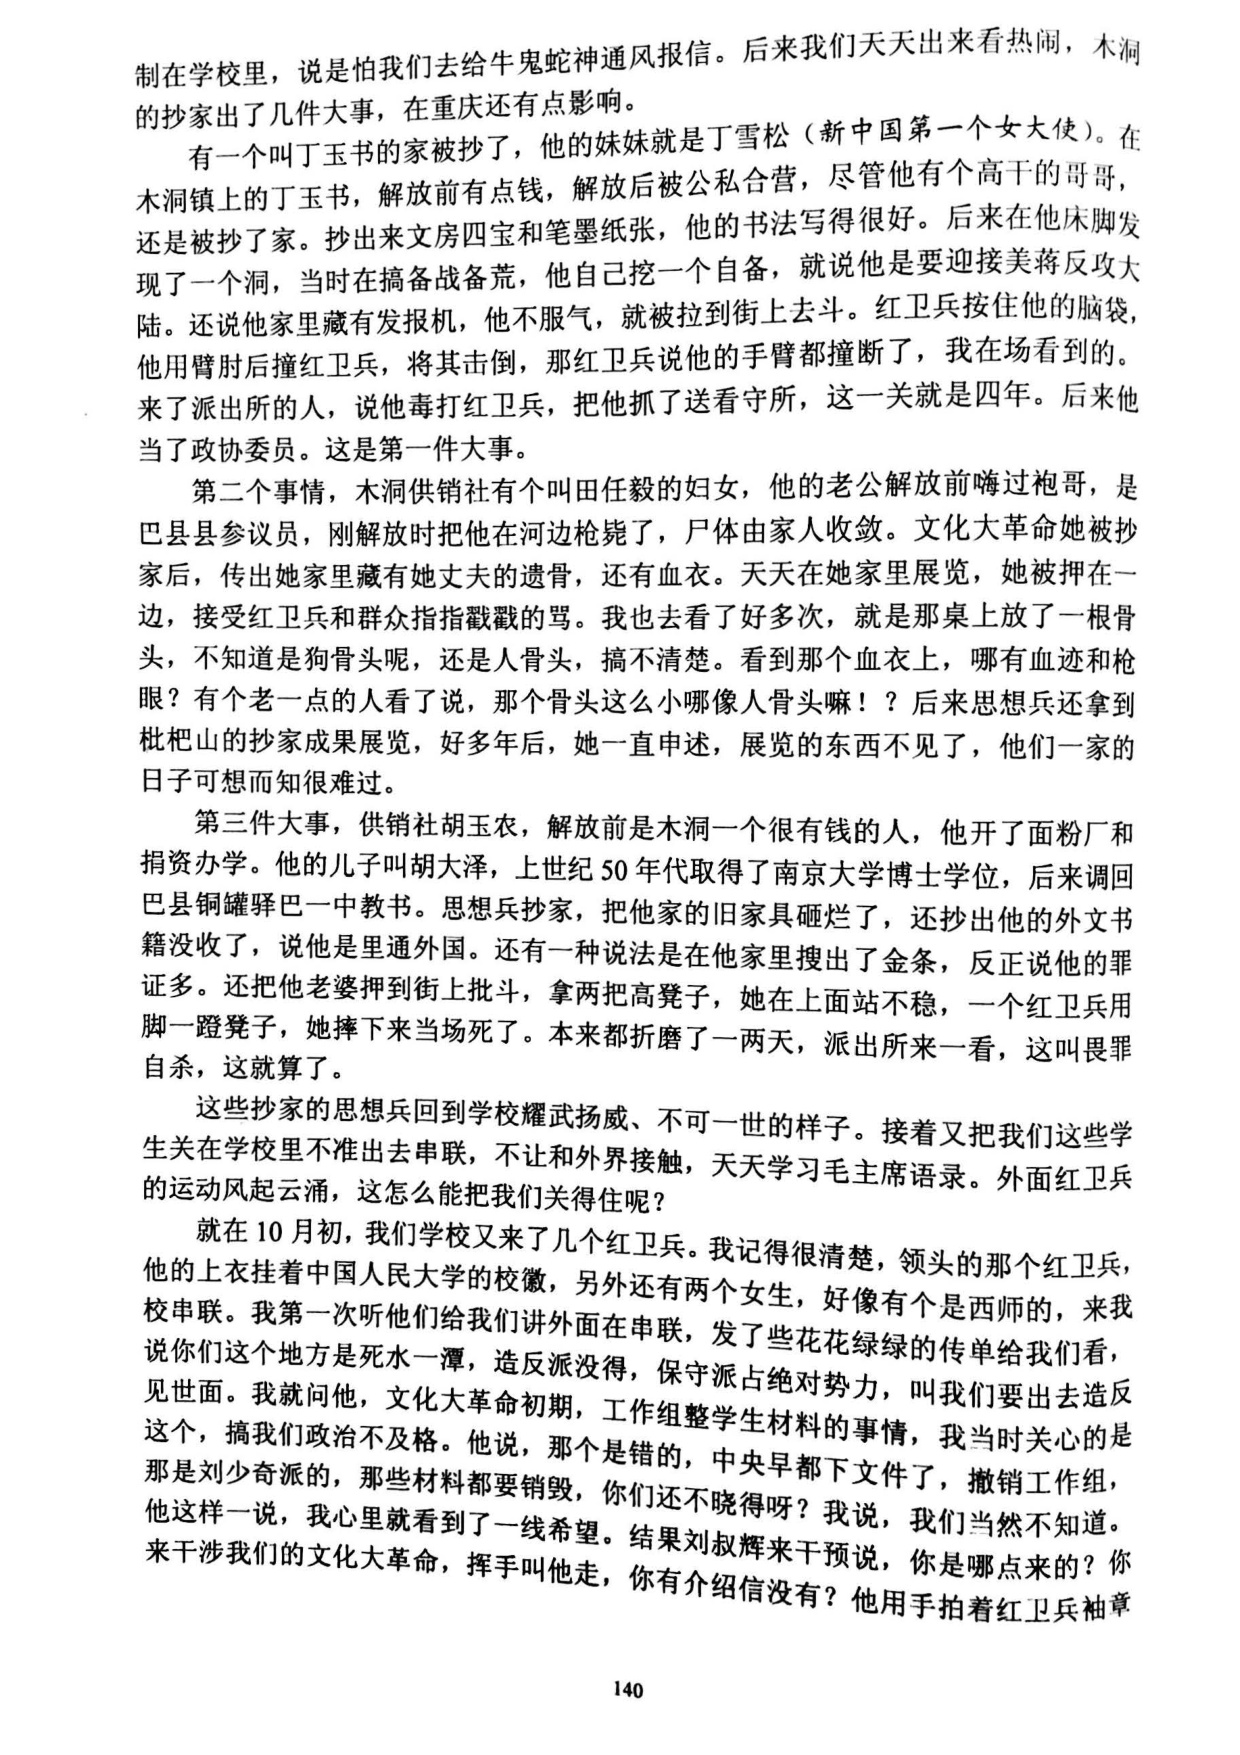 制在学校里，说是怕我们去给牛鬼蛇神通风报信。后来我们天天出来看热闹，木洞
的抄家出了几件大事，在重庆还有点影响。
有一个叫丁玉书的家被抄了，他的妹妹就是丁雪松（新中国第一个女大使）。在
木洞镇上的丁玉书，解放前有点钱，解放后被公私合营，尽管他有个高干的哥哥，
还是被抄了家。抄出来文房四宝和笔墨纸张，他的书法写得很好。后来在他床脚发
现了一个洞，当时在搞备战备荒，他自己挖一个自备，就说他是要迎接美蒋反攻大
陆。还说他家里藏有发报机，他不服气，就被拉到街上去斗。红卫兵按住他的脑袋，
他用臂肘后撞红卫兵，将其击倒，那红卫兵说他的手臂都撞断了，我在场看到的。
来了派出所的人，说他毒打红卫兵，把他抓了送看守所，这一关就是四年。后来他
当了政协委员。这是第一件大事。
第二个事情，木洞供销社有个叫田任毅的妇女，他的老公解放前嗨过袍哥，是
巴县县参议员，刚解放时把他在河边枪毙了，尸体由家人收敛。文化大革命她被抄
家后，传出她家里藏有她丈夫的遗骨，还有血衣。天天在她家里展览，她被押在一
边，接受红卫兵和群众指指戳戳的骂。我也去看了好多次，就是那桌上放了一根骨
头，不知道是狗骨头呢，还是人骨头，搞不清楚。看到那个血衣上，哪有血迹和枪
眼？有个老一点的人看了说，那个骨头这么小哪像人骨头嘛！？后来思想兵还拿到
枇杷山的抄家成果展览，好多年后，她一直申述，展览的东西不见了，他们一家的
日子可想而知很难过。
第三件大事，供销社胡玉农，解放前是木洞一个很有钱的人，他开了面粉厂和
捐资办学。他的儿子叫胡大泽，上世纪 50 年代取得了南京大学博士学位，后来调回
巴县铜罐驿巴一中教书。思想兵抄家，把他家的旧家具砸烂了，还抄出他的外文书
籍没收了，说他是里通外国。还有一种说法是在他家里搜出了金条，反正说他的罪
证多。还把他老婆押到街上批斗，拿两把高凳子，她在上面站不稳，一个红卫兵用
脚一蹬凳子，她摔下来当场死了。本来都折磨了一两天，派出所来一看，这叫畏罪
自杀，这就算了。
这些抄家的思想兵回到学校耀武扬威、不可一世的样子。接着又把我们这些学
生关在学校里不准出去串联，不让和外界接触，天天学习毛主席语录。外面红卫兵
的运动风起云涌，这怎么能把我们关得住呢？
就在 10 月初，我们学校又来了几个红卫兵。我记得很清楚，领头的那个红卫兵，
他的上衣挂着中国人民大学的校徽，另外还有两个女生，好像有个是西师的，来我
校串联。我第一次听他们给我们讲外面在串联，发了些花花绿绿的传单给我们看，
说你们这个地方是死水一潭，造反派没得，保守派占绝对势力，叫我们要出去造反
见世面。我就问他，文化大革命初期，工作组整学生材料的事情，我当时关心的是
这个，搞我们政治不及格。他说，那个是错的，中央早都下文件了，撤销工作组，
那是刘少奇派的，那些材料都要销毁，你们还不晓得呀？我说，我们当然不知道。
他这样一说，我心里就看到了一线希望。结果刘叔辉来干预说，你是哪点来的？你
来干涉我们的文化大革命，挥手叫他走，你有介绍信没有？他用手拍着红卫兵袖章
140